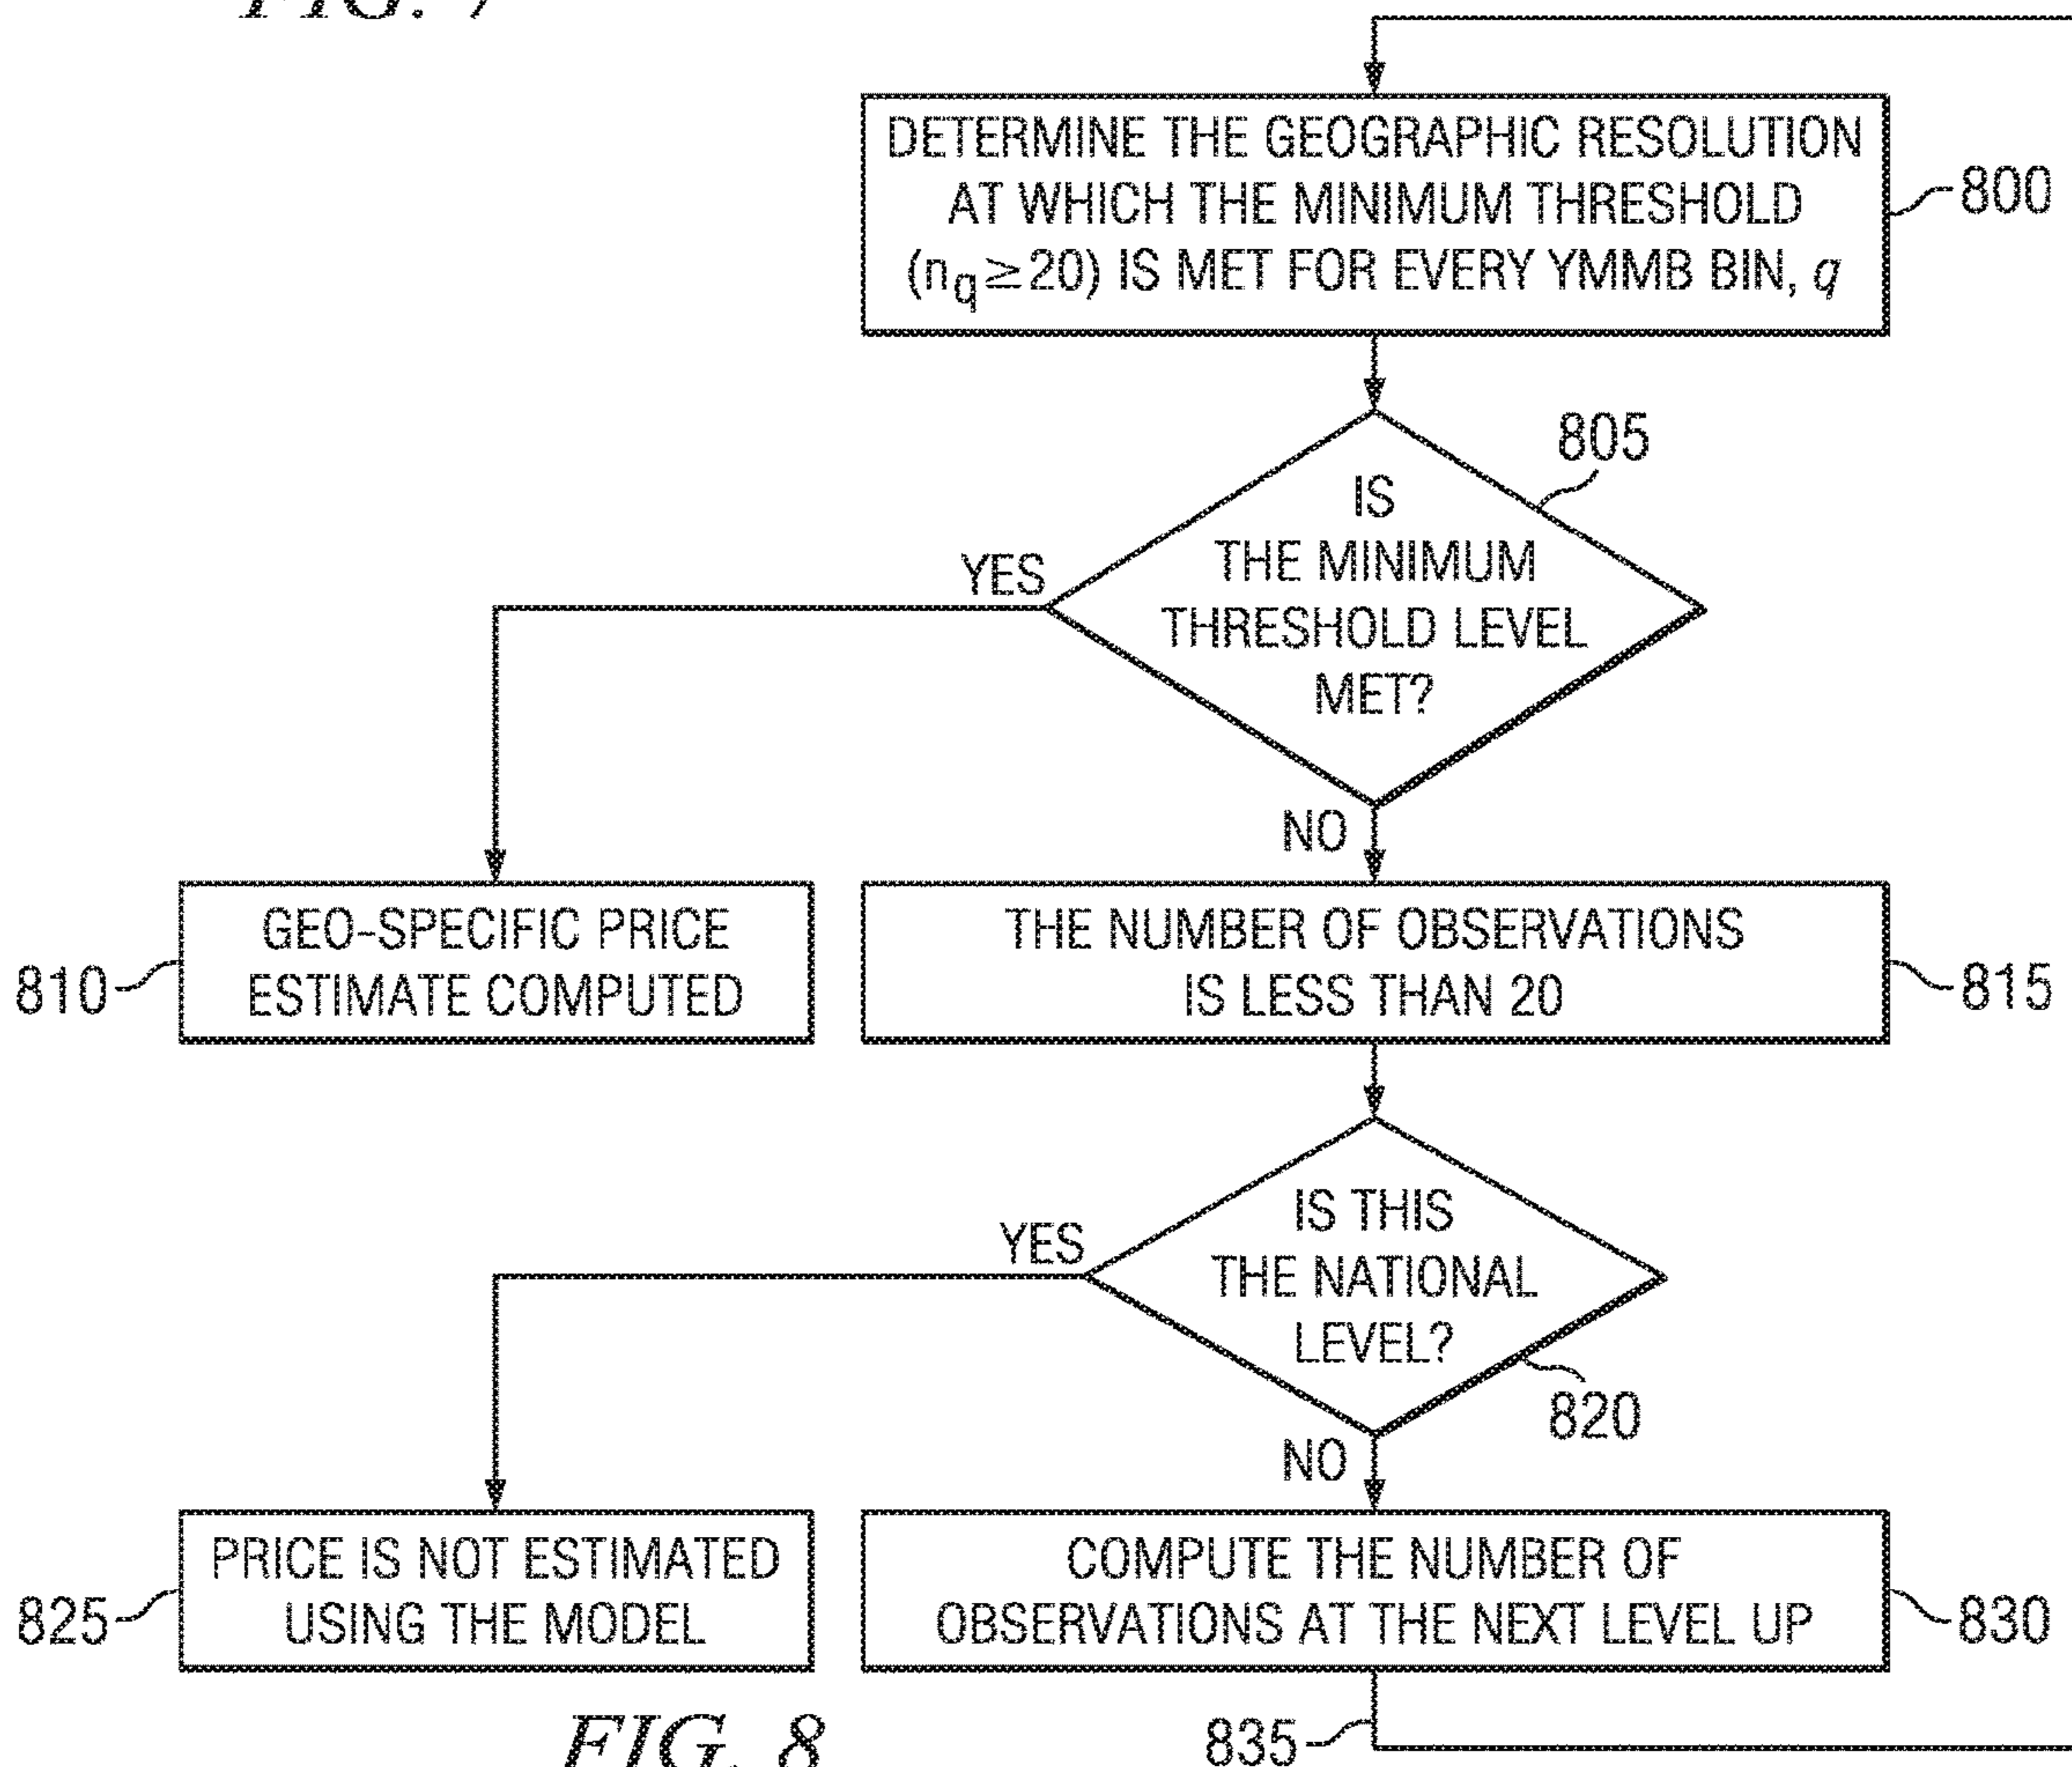 FIG. 7
DETERMINE THE GEOGRAPHIC RESOLUTION
AT WHICH THE MINIMUM THRESHOLD
(nq≥20) IS MET FOR EVERY YMMB BIN, q
800
805
IS
THE MINIMUM
THRESHOLD LEVEL
MET?
YES
NO
GEO-SPECIFIC PRICE
ESTIMATE COMPUTED
810
THE NUMBER OF OBSERVATIONS
IS LESS THAN 20
815
IS THIS
THE NATIONAL
LEVEL?
YES
820
NO
PRICE IS NOT ESTIMATED
USING THE MODEL
825
COMPUTE THE NUMBER OF
OBSERVATIONS AT THE NEXT LEVEL UP
830
835
FIG. 8